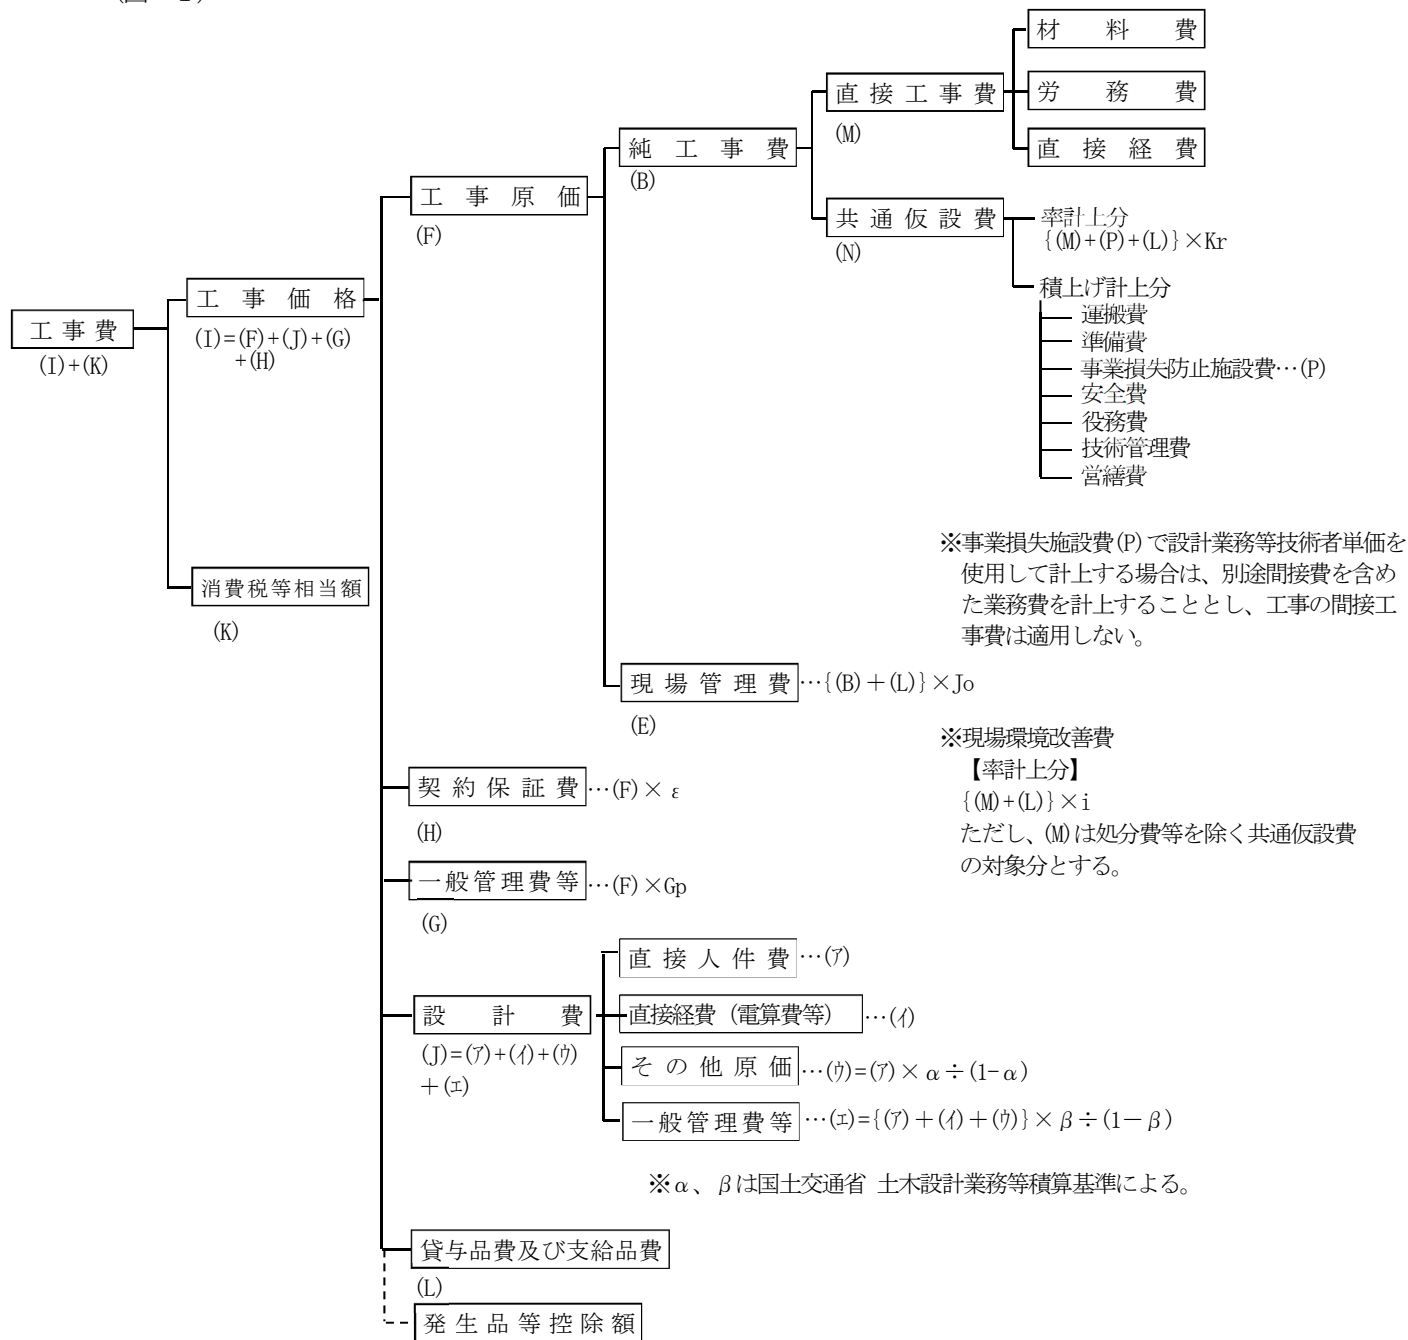 材料費
直接工事費
労務費
(M)
純工事費
直接経費
(B)
工事原価
共通仮設費
率計上分
(F)
(N)
{(M)+(P)+(L)}×Kr
工事価格
積上げ計上分
工事費
(I)=(F)+(J)+(G)
+(H)
(I)+(K)
運搬費
準備費
事業損失防止施設費…(P)
安全費
役務費
技術管理費
営繕費
※事業損失施設費(P)で設計業務等技術者単価を
使用して計上する場合は、別途間接費を含め
た業務費を計上することとし、工事の間接工
事費は適用しない。
消費税等相当額
(K)
現場管理費…{(B)+(L)}×Jo
(E)
※現場環境改善費
【率計上分】
{(M)+(L)}×i
ただし、(M)は処分費等を除く共通仮設費
の対象分とする。
契約保証費…(F)×ε
(H)
一般管理費等…(F)×Gp
(G)
直接人件費…(ア)
設計費
直接経費(電算費等)…(イ)
(J)=(ア)+(イ)+(ウ)
+(エ)
その他原価…(ウ)=(ア)×α÷(1-α)
一般管理費等…(エ)={(ア)+(イ)+(ウ)}×β÷(1-β)
※α、βは国土交通省 土木設計業務等積算基準による。
貸与品費及び支給品費
(L)
発生品等控除額